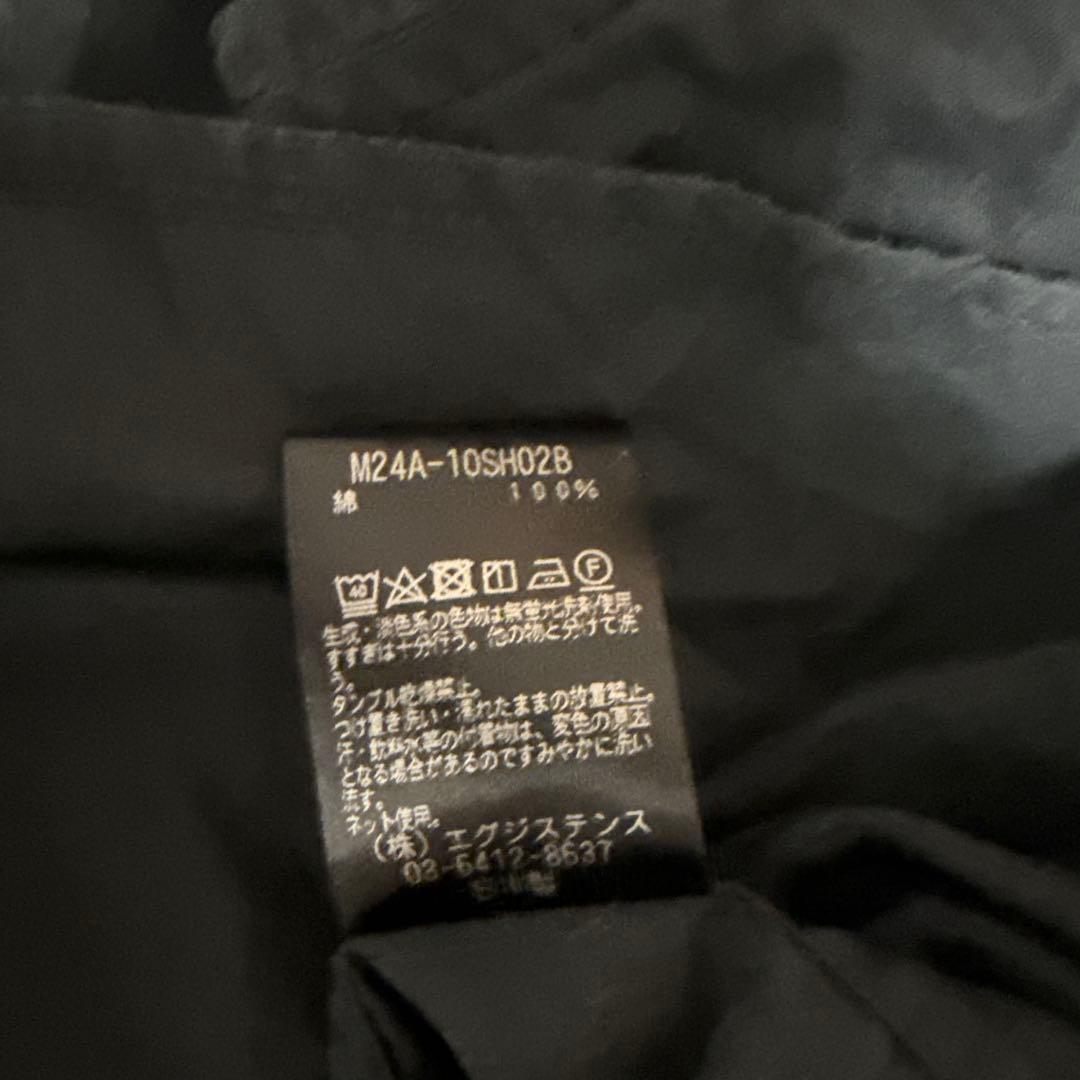 M24A-10SH02B
綿 100%
40 F
生成・淡色系の色物は無蛍光洗剤使用。
すすぎは十分行う。他の物と分けて洗
う。
タンブル乾燥禁止。
つけ置き洗い・濡れたままの放置禁止。
汗・飲料水等の付着物は、変色の原因
となる場合があるのですみやかに洗い
流す。
ネット使用。
(株) エグジステンス
03-6412-8637